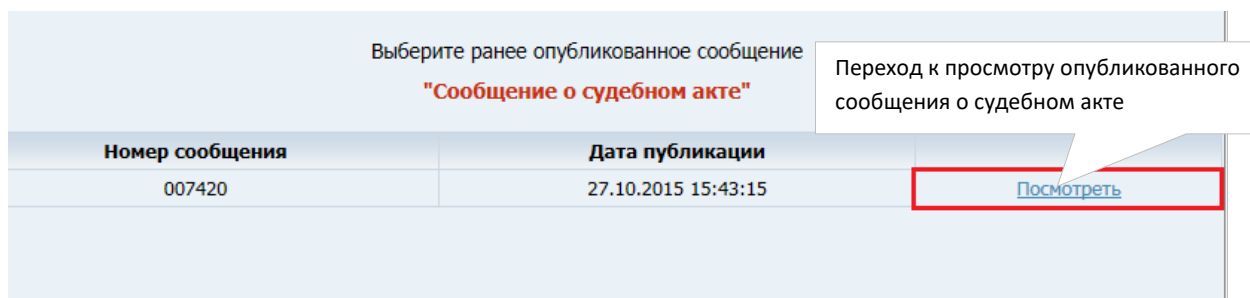 Выберите ранее опубликованное сообщение
"Сообщение о судебном акте"
Переход к просмотру опубликованного
сообщения о судебном акте
Номер сообщения Дата публикации
007420 27.10.2015 15:43:15 Посмотреть